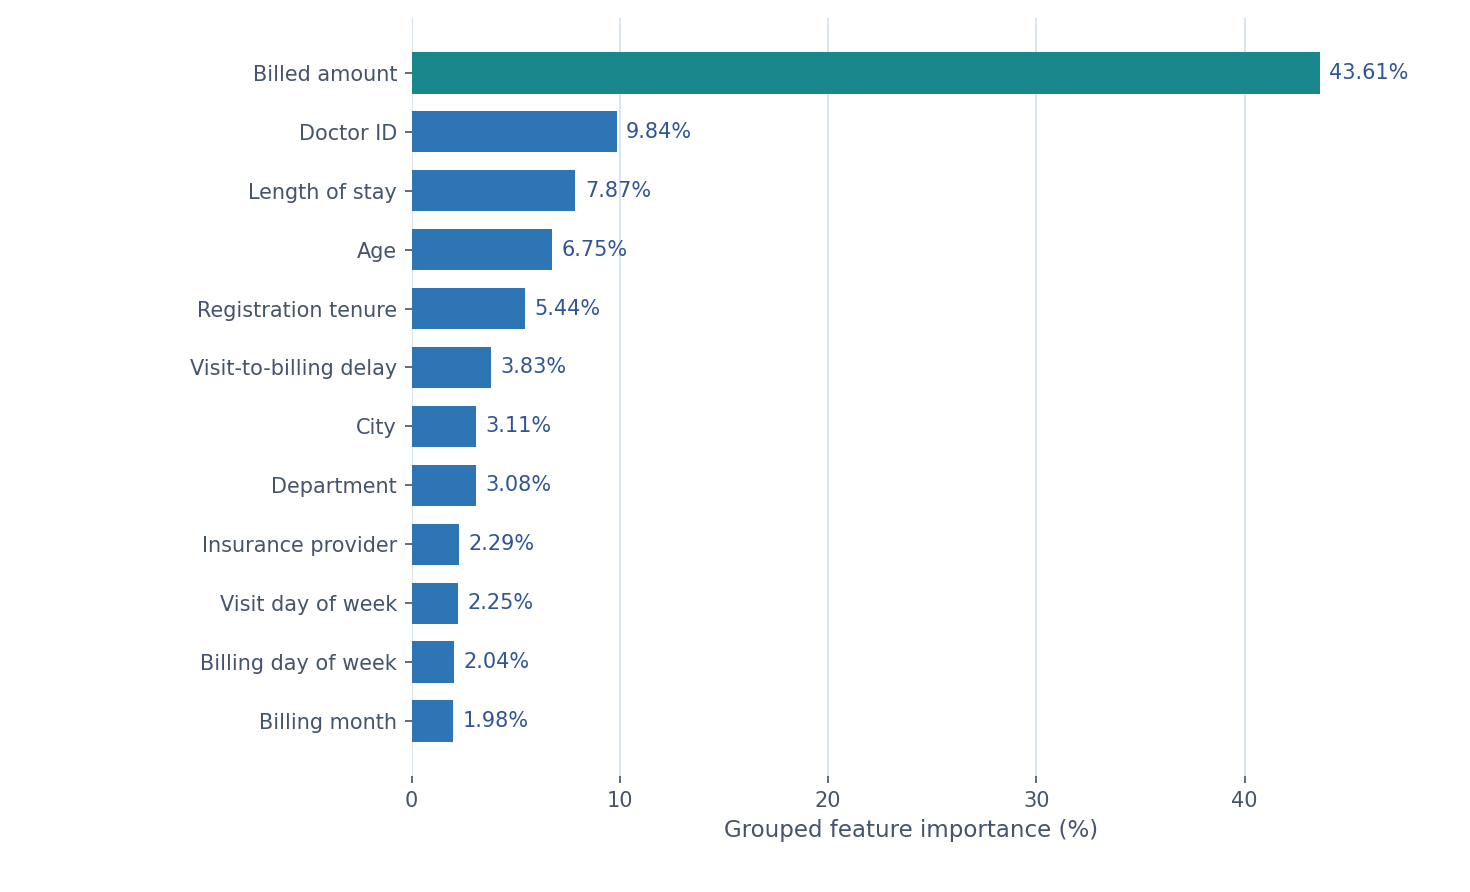 Billed amount 43.61%
Doctor ID 9.84%
Length of stay 7.87%
Age 6.75%
Registration tenure 5.44%
Visit-to-billing delay 3.83%
City 3.11%
Department 3.08%
Insurance provider 2.29%
Visit day of week 2.25%
Billing day of week 2.04%
Billing month 1.98%
0 10 20 30 40
Grouped feature importance (%)